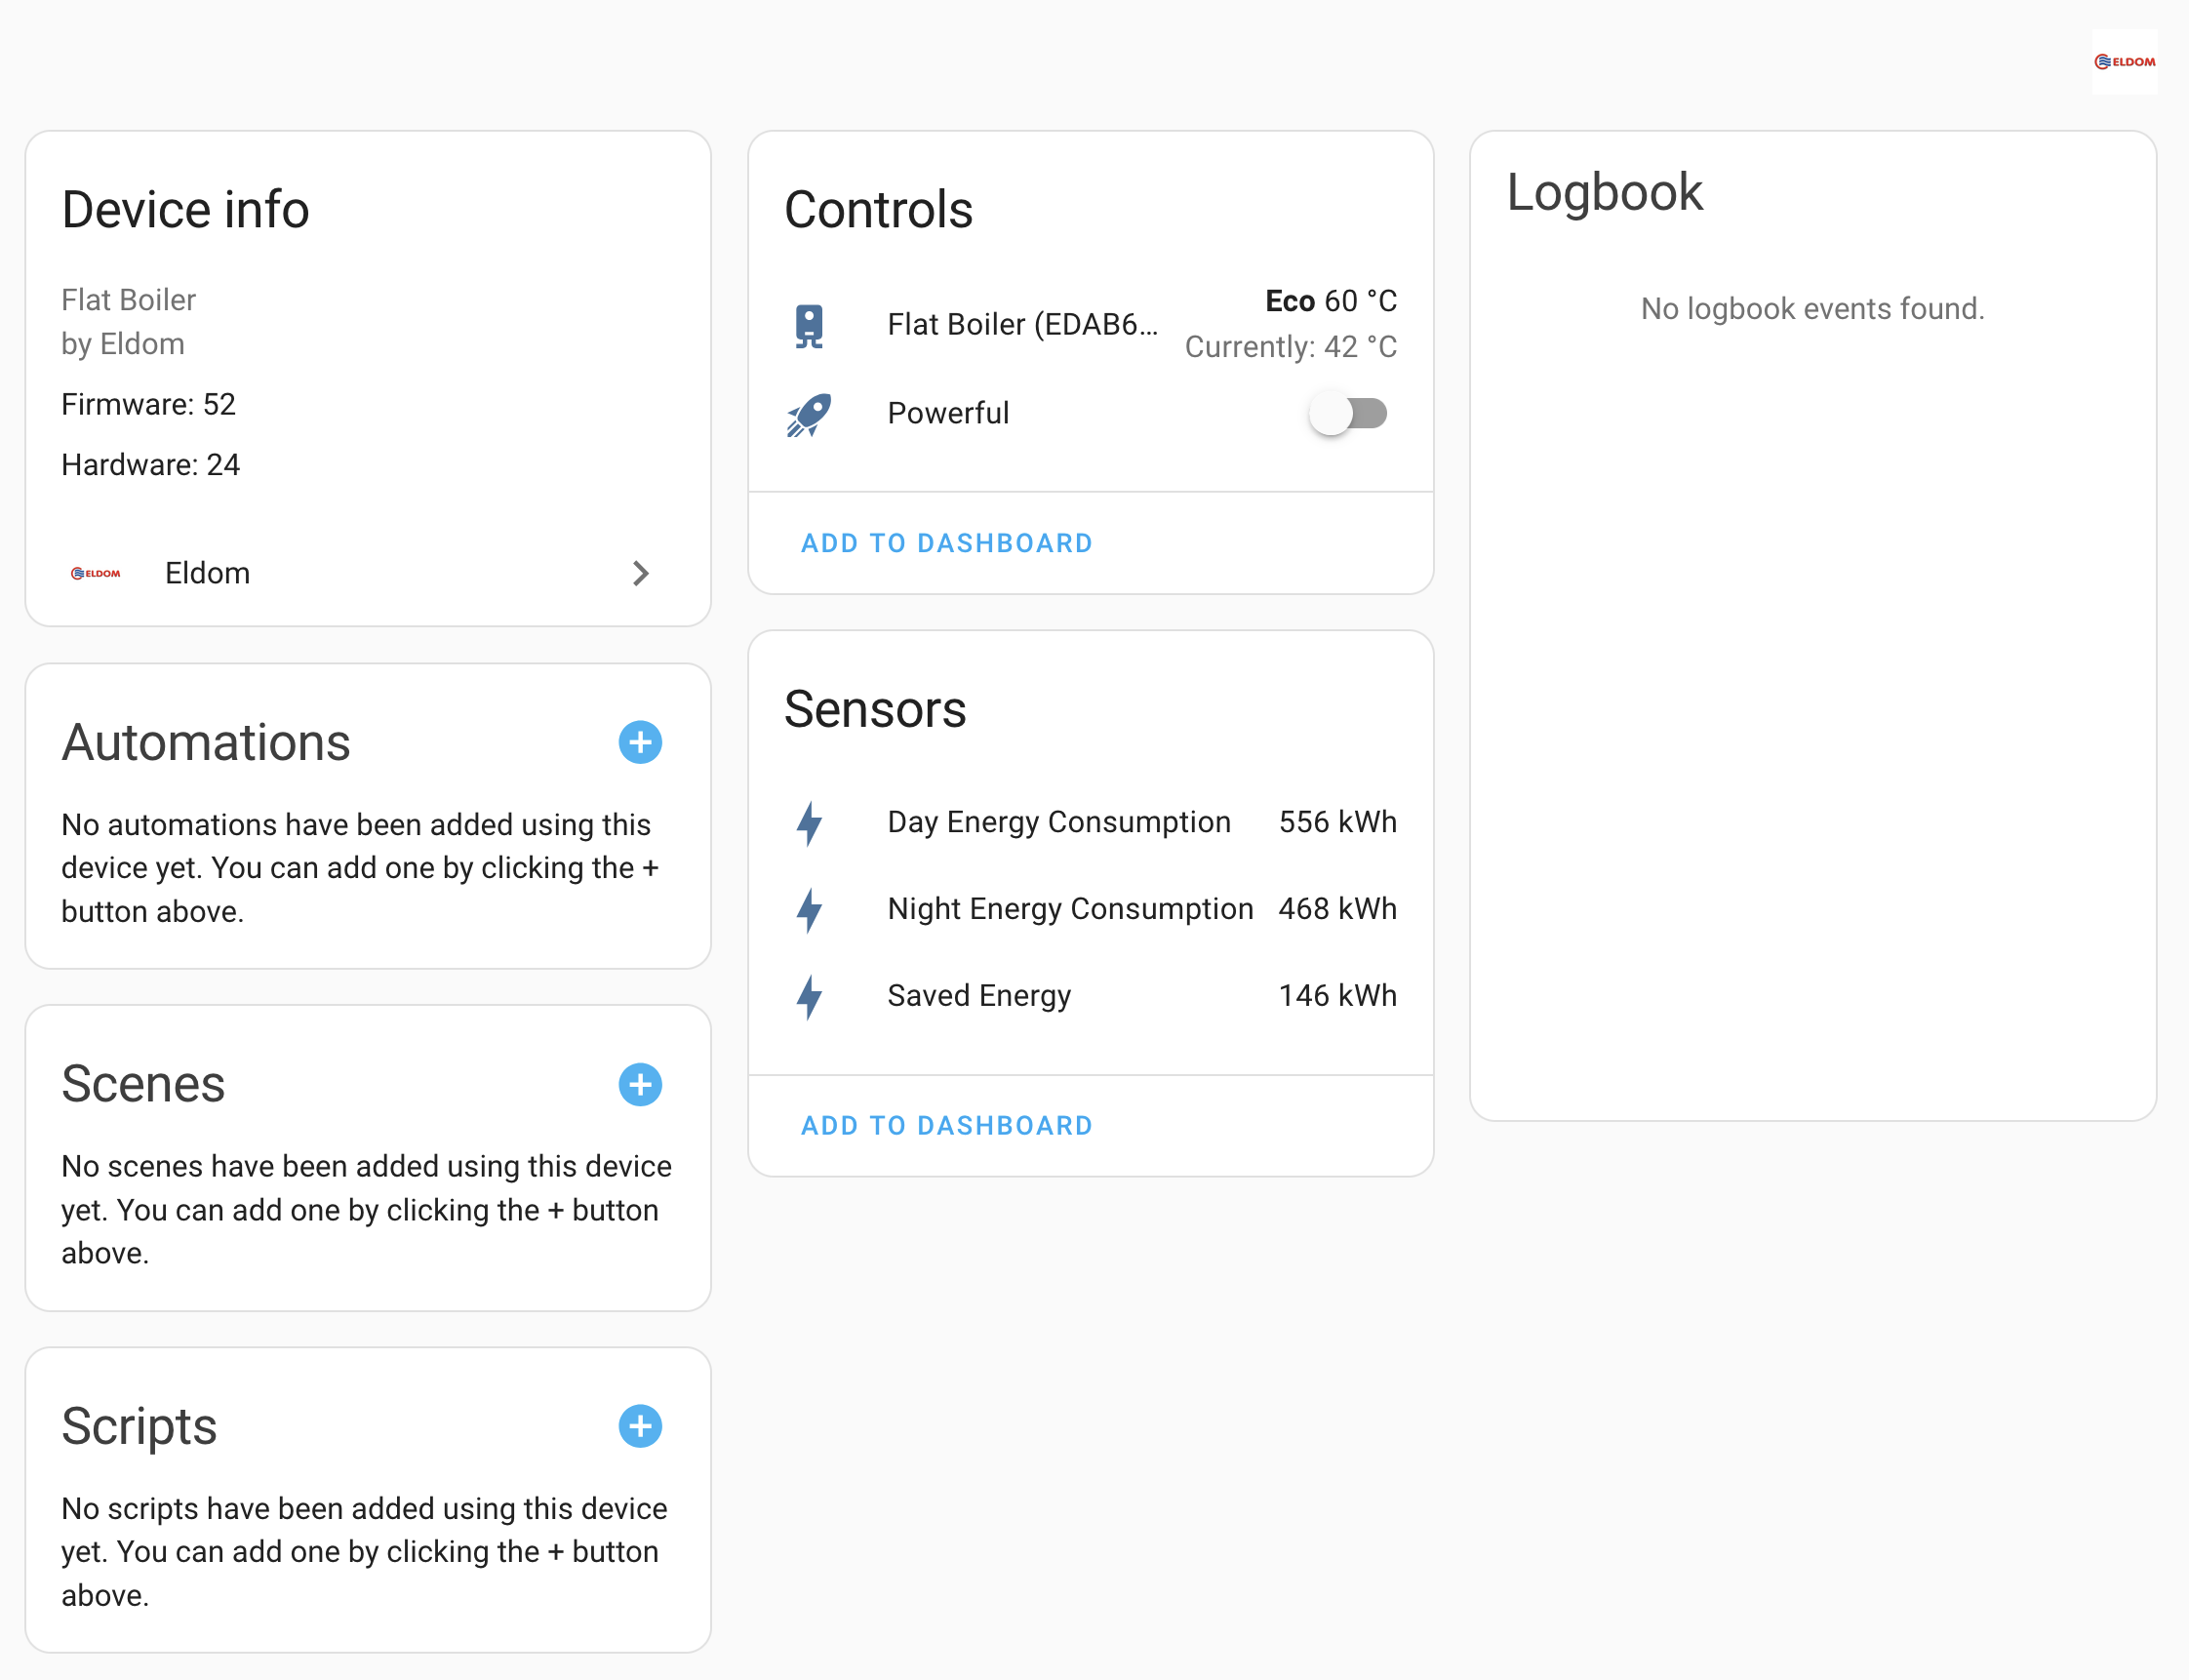 ELDOM
Device info
Flat Boiler
by Eldom
Firmware: 52
Hardware: 24
ELDOM Eldom
Automations
No automations have been added using this
device yet. You can add one by clicking the +
button above.
Scenes
No scenes have been added using this device
yet. You can add one by clicking the + button
above.
Scripts
No scripts have been added using this device
yet. You can add one by clicking the + button
above.
Controls
Flat Boiler (EDAB6...
Eco 60 °C
Currently: 42 °C
Powerful
ADD TO DASHBOARD
Sensors
Day Energy Consumption 556 kWh
Night Energy Consumption 468 kWh
Saved Energy 146 kWh
ADD TO DASHBOARD
Logbook
No logbook events found.